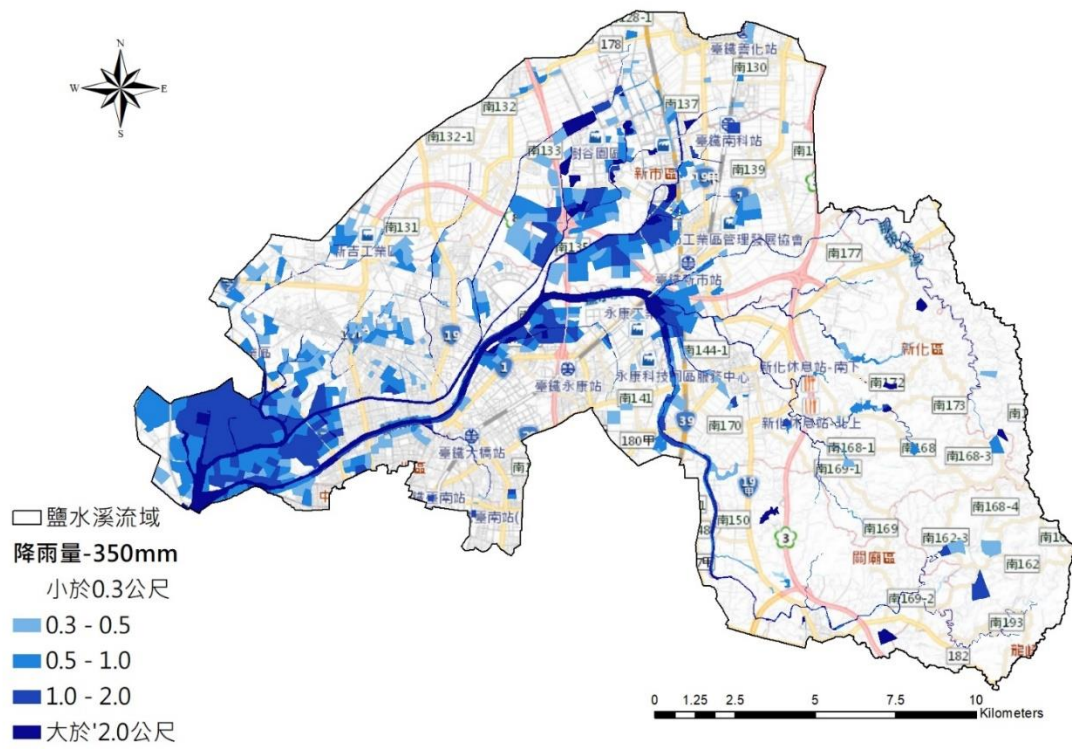 N
W
E
S
178
臺鐵善化站
南130
南132
南137
南132-1
南133
臺鐵南科站
樹谷園區
新市區
南139
南131
新吉工業區
南135
工業區管理發展協會
南177
臺鐵新市站
19
1
臺鐵永康站
永康科技園區服務中心
南144-1
新化區
新化休息站-南下
南172
南141
39
南170
南173
180甲
新化休息站-北上
南168-1
南168
南168-3
臺鐵大橋站
南169-1
19甲
南150
南168-4
3
南169
南162-3
關廟區
南162
南169-2
南193
182
鹽水溪流域
降雨量-350mm
小於0.3公尺
0.3 - 0.5
0.5 - 1.0
1.0 - 2.0
大於'2.0公尺
0 1.25 2.5 5 7.5 10
Kilometers